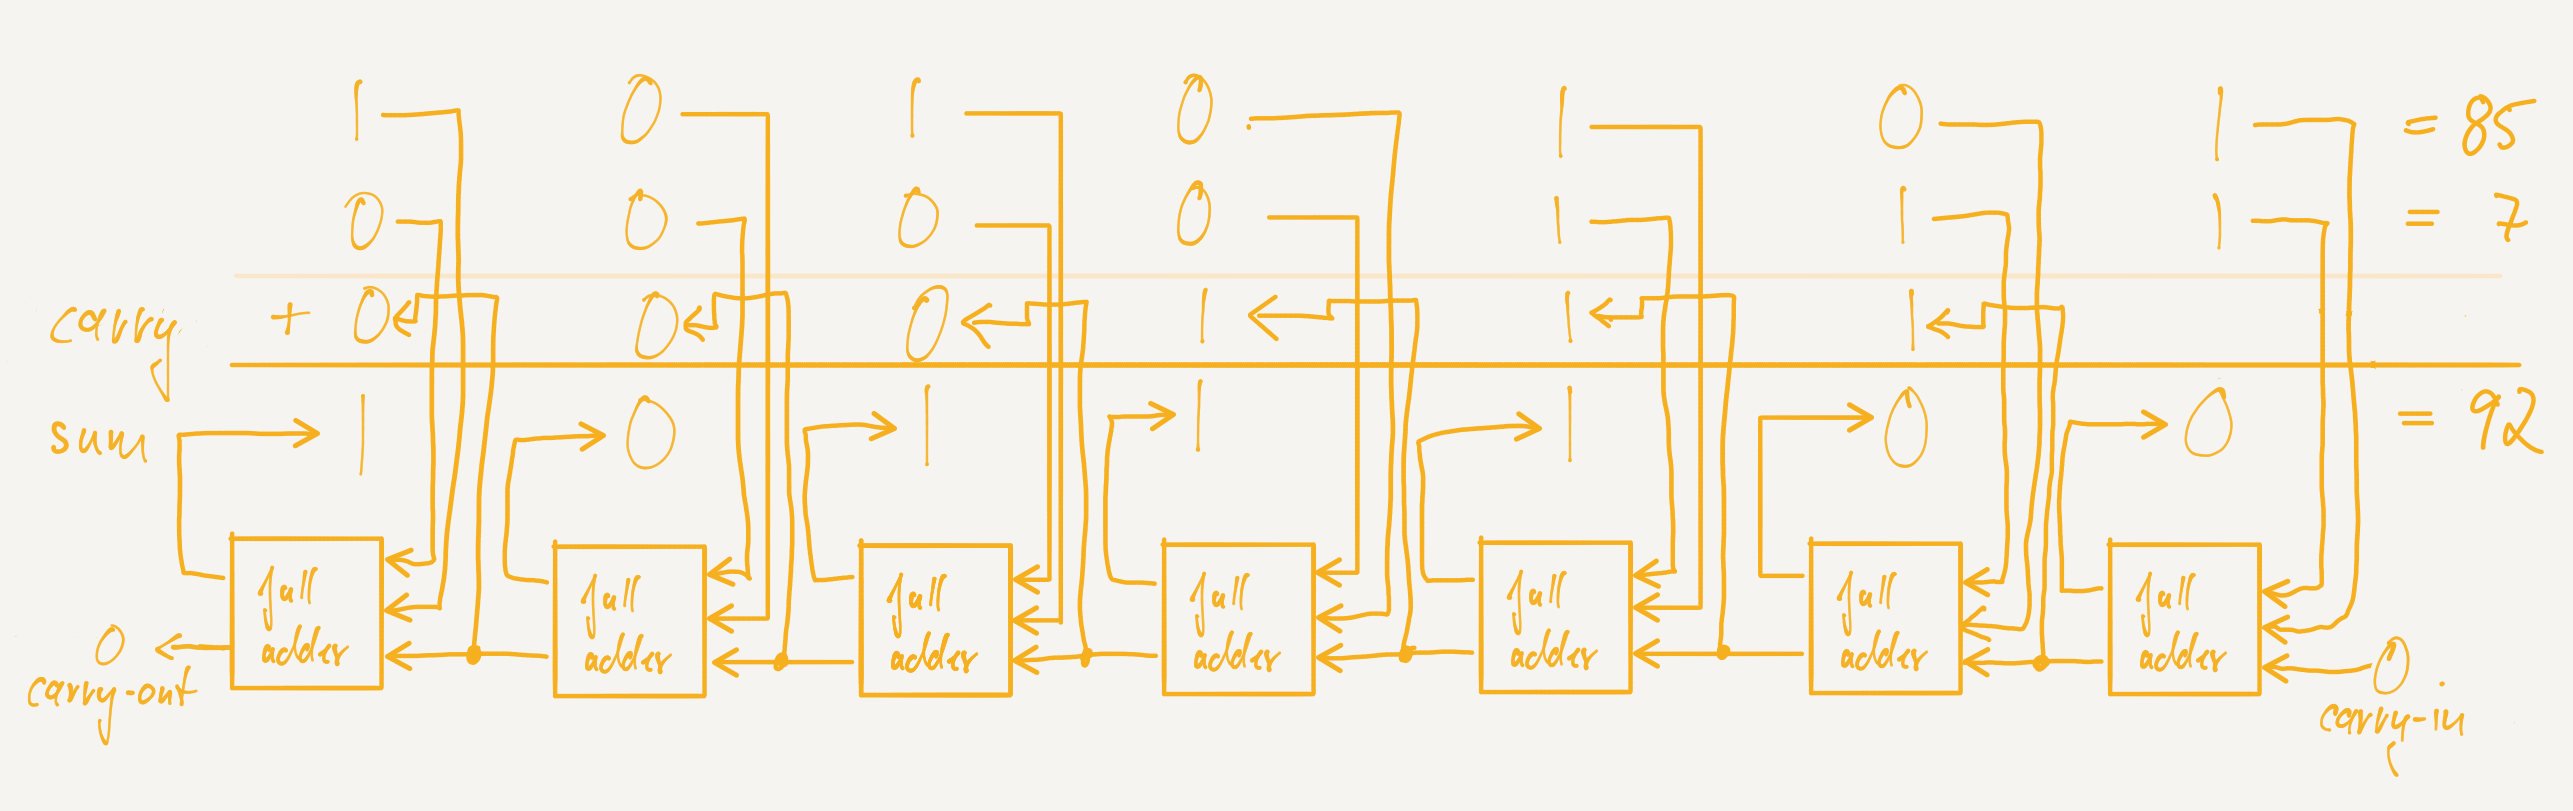 1 0 1 0 1 0 1 = 85
0 0 0 0 1 1 1 = 7
carry + 0 0 0 1 1 1
sum 1 0 1 1 1 0 0 = 92
full adder full adder full adder full adder full adder full adder full adder
0 0
carry-out carry-in